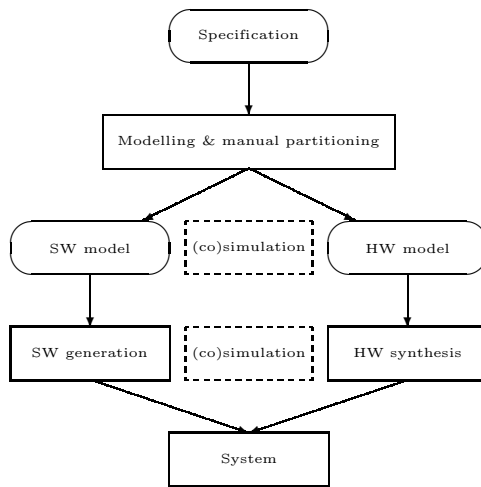 Specification
Modelling & manual partitioning
SW model
(co)simulation
HW model
SW generation
(co)simulation
HW synthesis
System